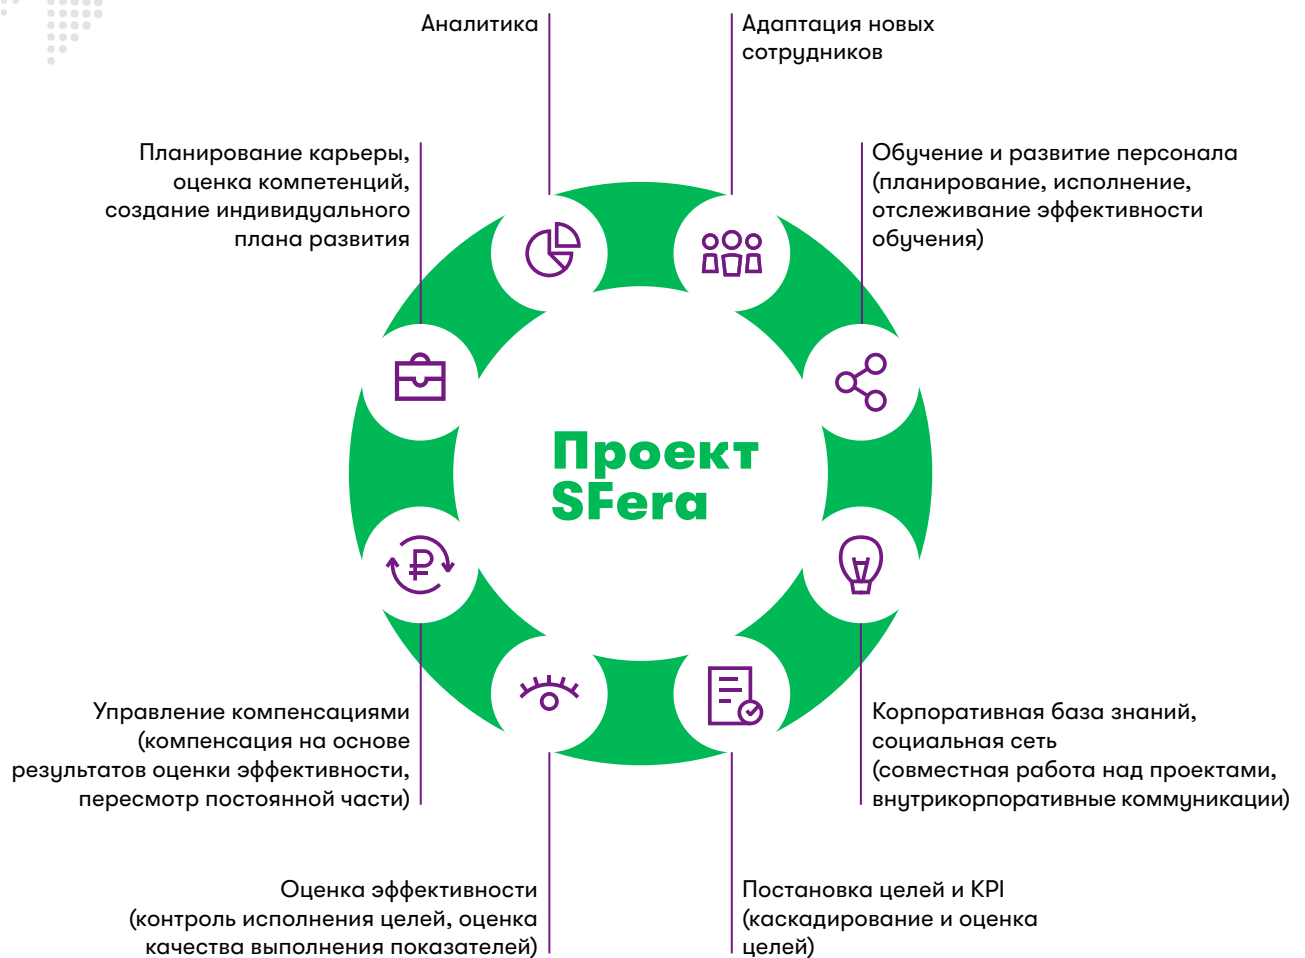 Аналитика
Адаптация новых
сотрудников
Планирование карьеры,
оценка компетенций,
создание индивидуального
плана развития
Обучение и развитие персонала
(планирование, исполнение,
отслеживание эффективности
обучения)
Проект
SFera
Управление компенсациями
(компенсация на основе
результатов оценки эффективности,
пересмотр постоянной части)
Корпоративная база знаний,
социальная сеть
(совместная работа над проектами,
внутрикорпоративные коммуникации)
Оценка эффективности
(контроль исполнения целей, оценка
качества выполнения показателей)
Постановка целей и KPI
(каскадирование и оценка
целей)